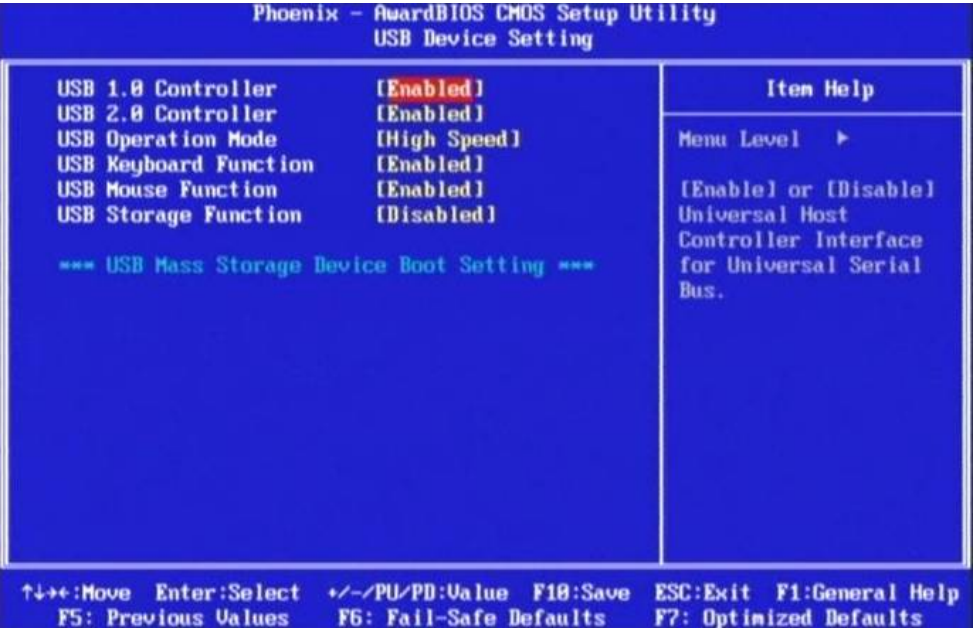 Phoenix - AwardBIOS CMOS Setup Utility
USB Device Setting
USB 1.0 Controller [Enabled]
USB 2.0 Controller [Enabled]
USB Operation Mode [High Speed]
USB Keyboard Function [Enabled]
USB Mouse Function [Enabled]
USB Storage Function [Disabled]
*** USB Mass Storage Device Boot Setting ***
Item Help
Menu Level ►
[Enable] or [Disable]
Universal Host
Controller Interface
for Universal Serial
Bus.
↑↓→←:Move Enter:Select +/-/PU/PD:Value F10:Save ESC:Exit F1:General Help
F5: Previous Values F6: Fail-Safe Defaults F7: Optimized Defaults